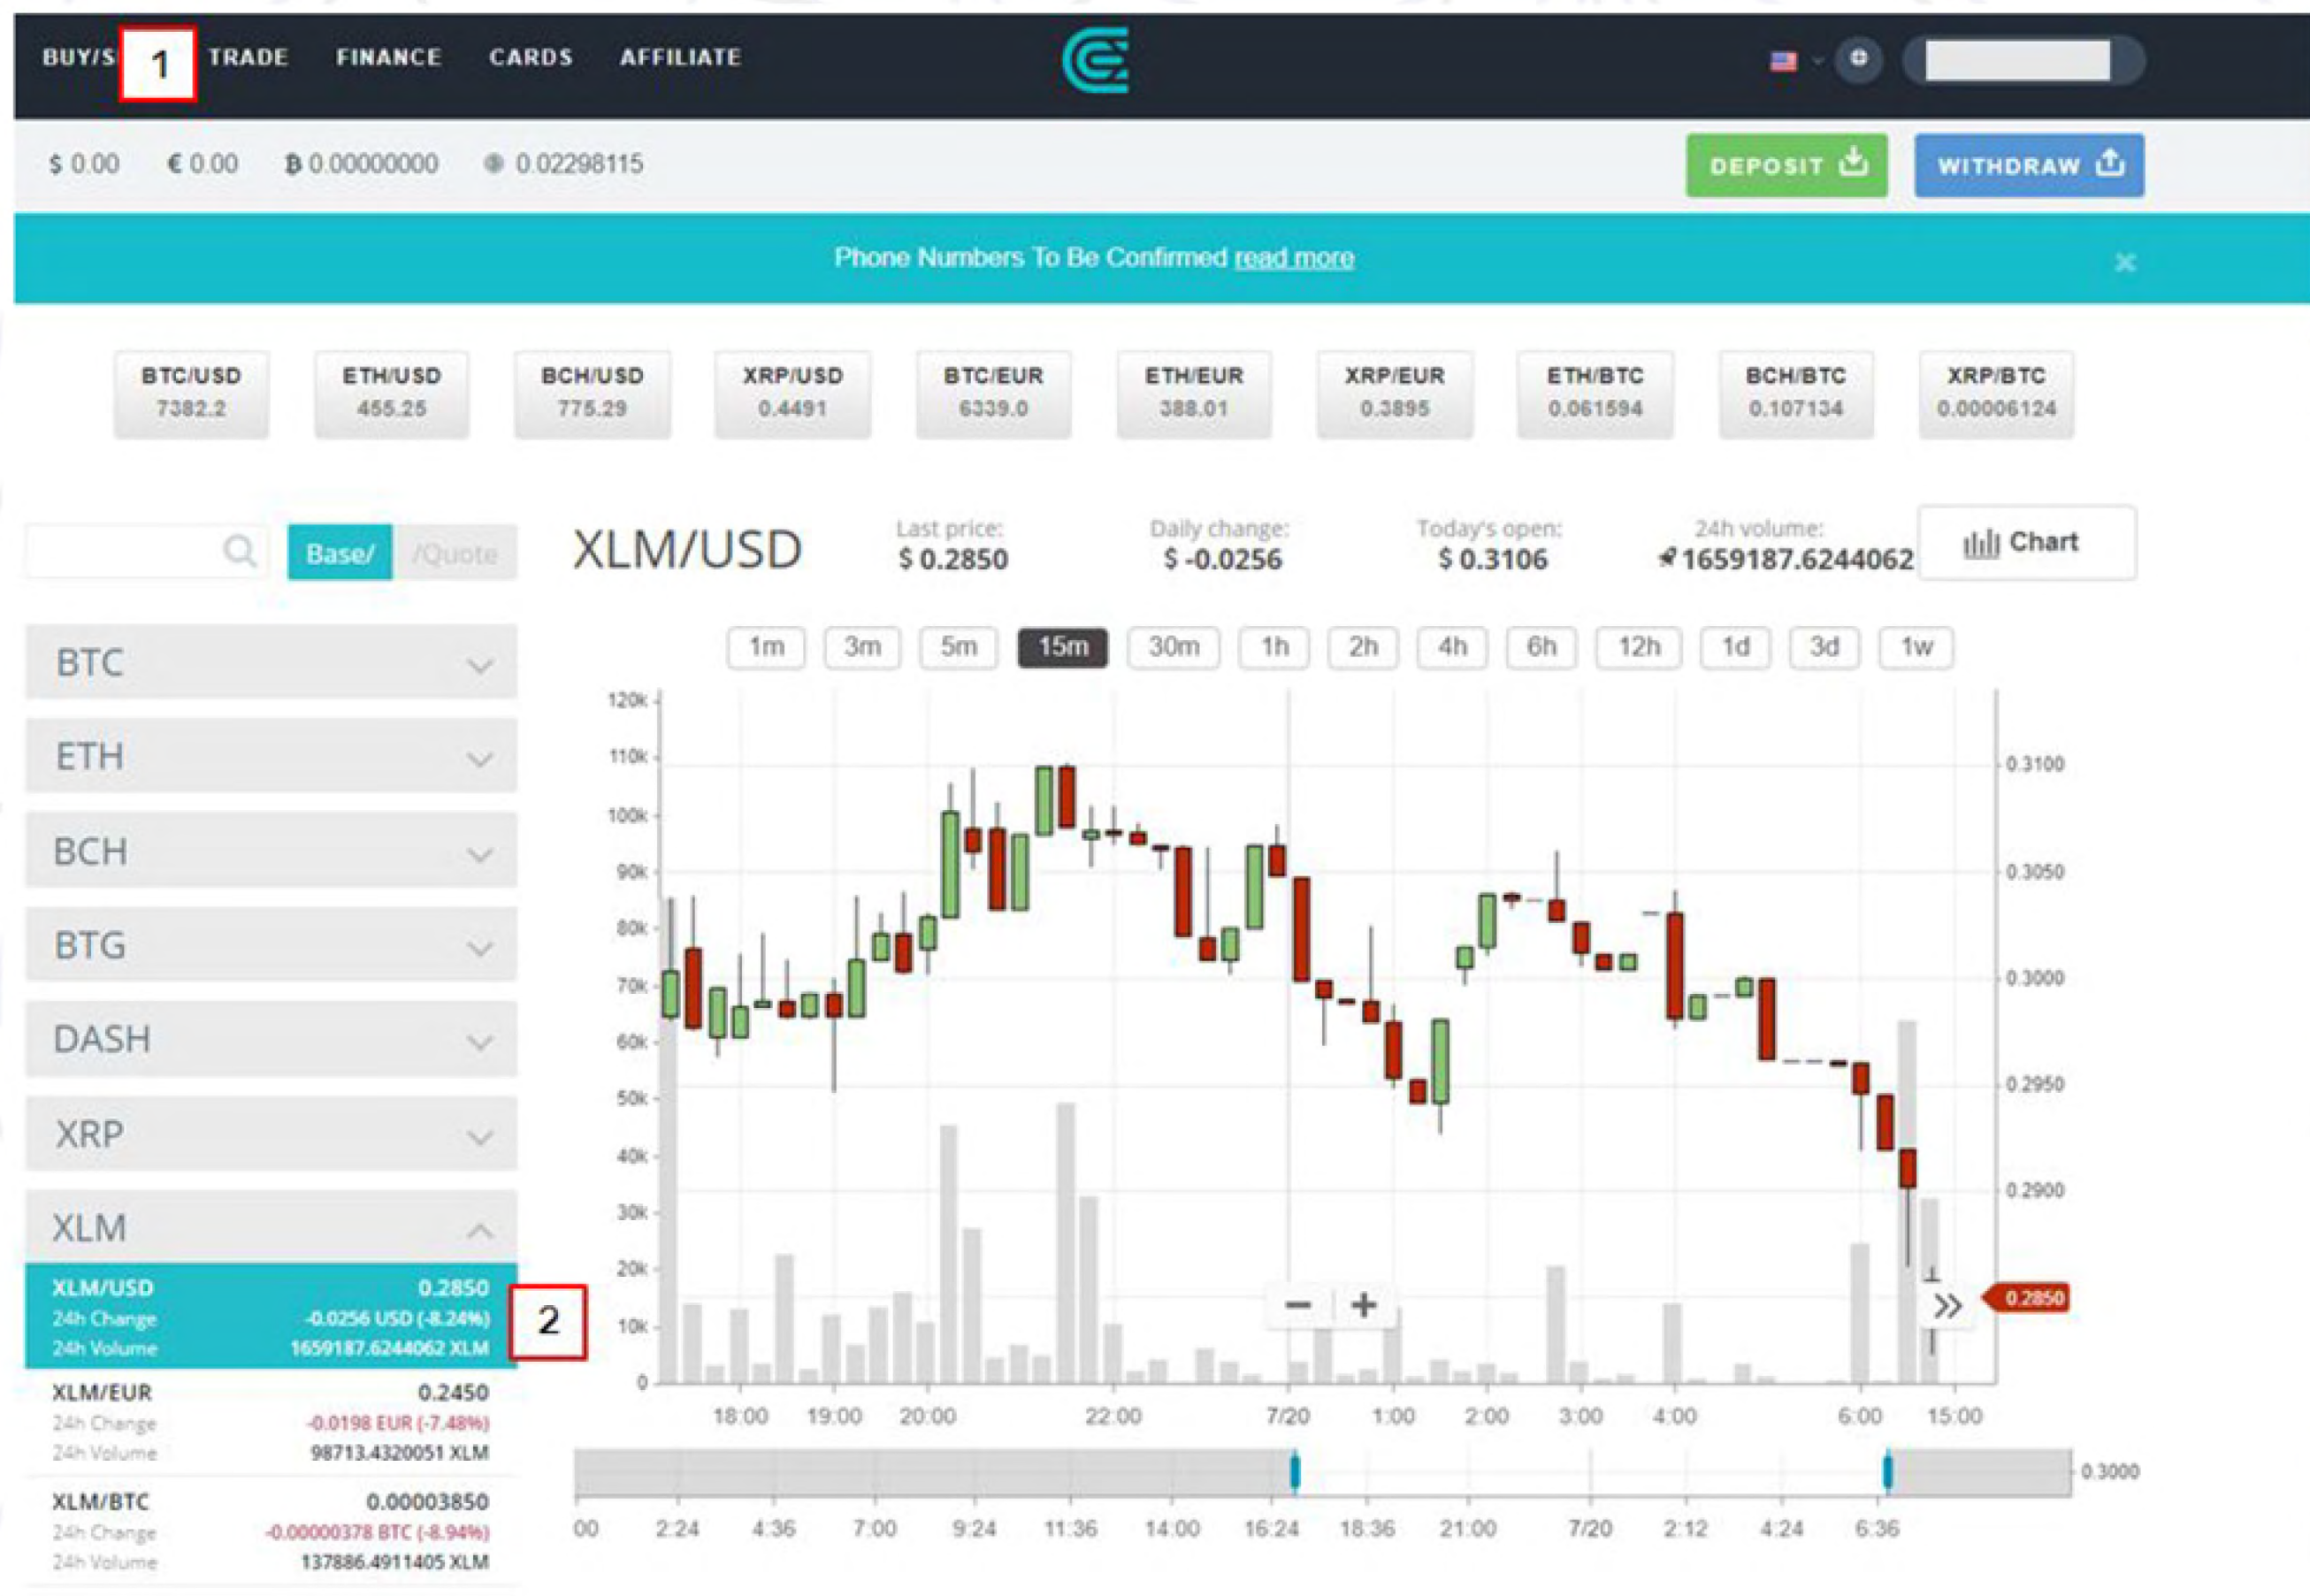 BUY/S 1 TRADE FINANCE CARDS AFFILIATE
$ 0.00 € 0.00 ₿ 0.00000000 0.02298115 DEPOSIT WITHDRAW
Phone Numbers To Be Confirmed read more ×
BTC/USD ETH/USD BCH/USD XRP/USD BTC/EUR ETH/EUR XRP/EUR ETH/BTC BCH/BTC XRP/BTC
7382.2 455.25 775.29 0.4491 6339.0 388.01 0.3895 0.061594 0.107134 0.00006124
Base/ /Quote
XLM/USD
Last price: Daily change: Today's open: 24h volume:
$ 0.2850 $ -0.0256 $ 0.3106 1659187.6244062
Chart
1m 3m 5m 15m 30m 1h 2h 4h 6h 12h 1d 3d 1w
BTC
ETH
BCH
BTG
DASH
XRP
XLM
XLM/USD 0.2850
24h Change -0.0256 USD (-8.24%)
24h Volume 1659187.6244062 XLM
2
XLM/EUR 0.2450
24h Change -0.0198 EUR (-7.48%)
24h Volume 98713.4320051 XLM
XLM/BTC 0.00003850
24h Change -0.00000378 BTC (-8.94%)
24h Volume 137886.4911405 XLM
120k
110k
100k
90k
80k
70k
60k
50k
40k
30k
20k
10k
0
0.3100
0.3050
0.3000
0.2950
0.2900
0.2850
− + »
18:00 19:00 20:00 22:00 7/20 1:00 2:00 3:00 4:00 6:00 15:00
0.3000
00 2:24 4:36 7:00 9:24 11:36 14:00 16:24 18:36 21:00 7/20 2:12 4:24 6:36